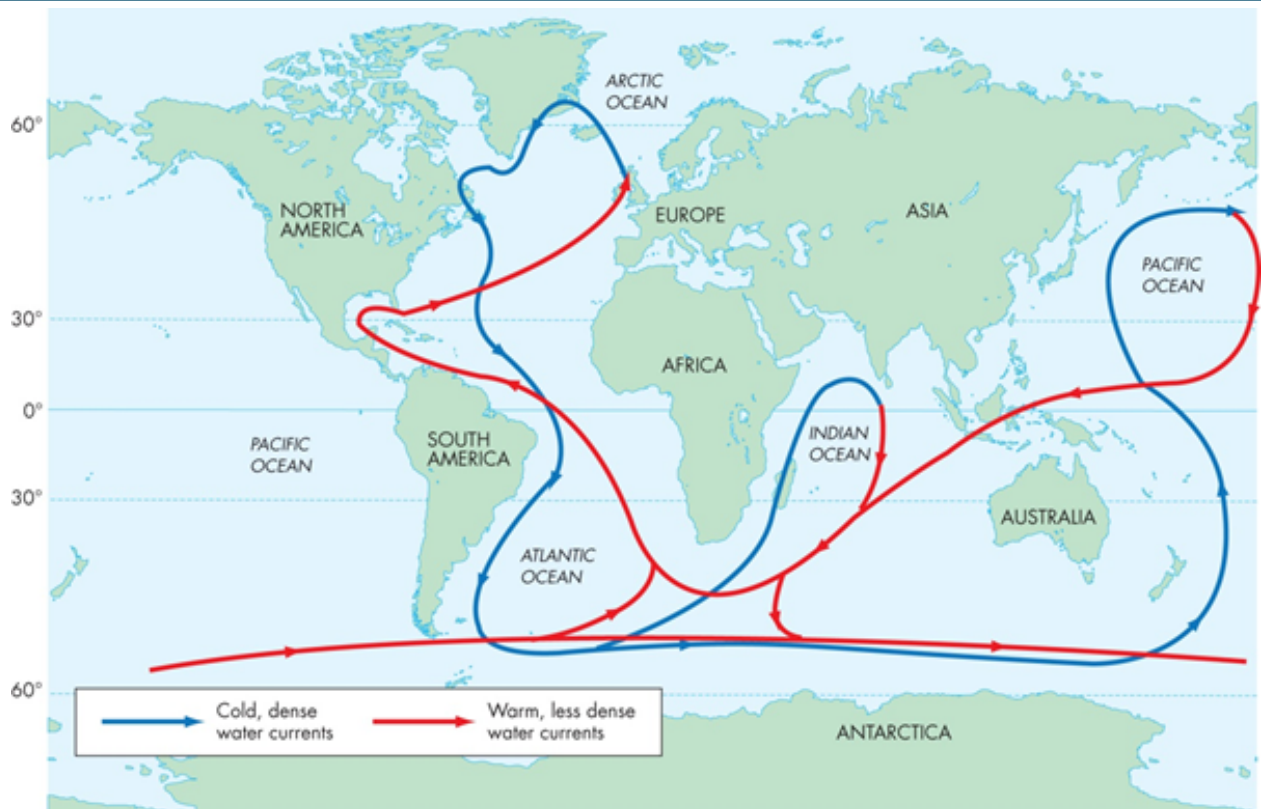 ARCTIC
OCEAN
60°
NORTH
AMERICA
EUROPE
ASIA
PACIFIC
OCEAN
30°
AFRICA
0°
PACIFIC
OCEAN
SOUTH
AMERICA
INDIAN
OCEAN
30°
AUSTRALIA
ATLANTIC
OCEAN
60°
Cold, dense
water currents
Warm, less dense
water currents
ANTARCTICA